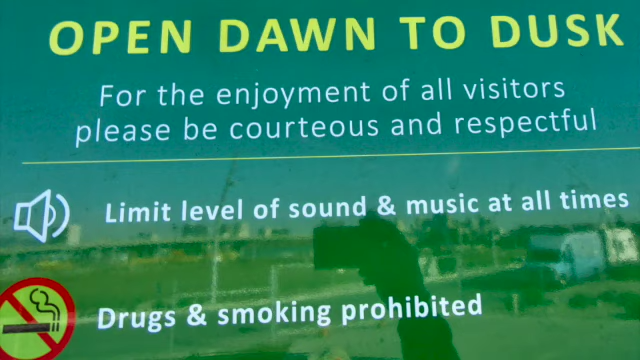 OPEN DAWN TO DUSK
For the enjoyment of all visitors
please be courteous and respectful
Limit level of sound & music at all times
Drugs & smoking prohibited